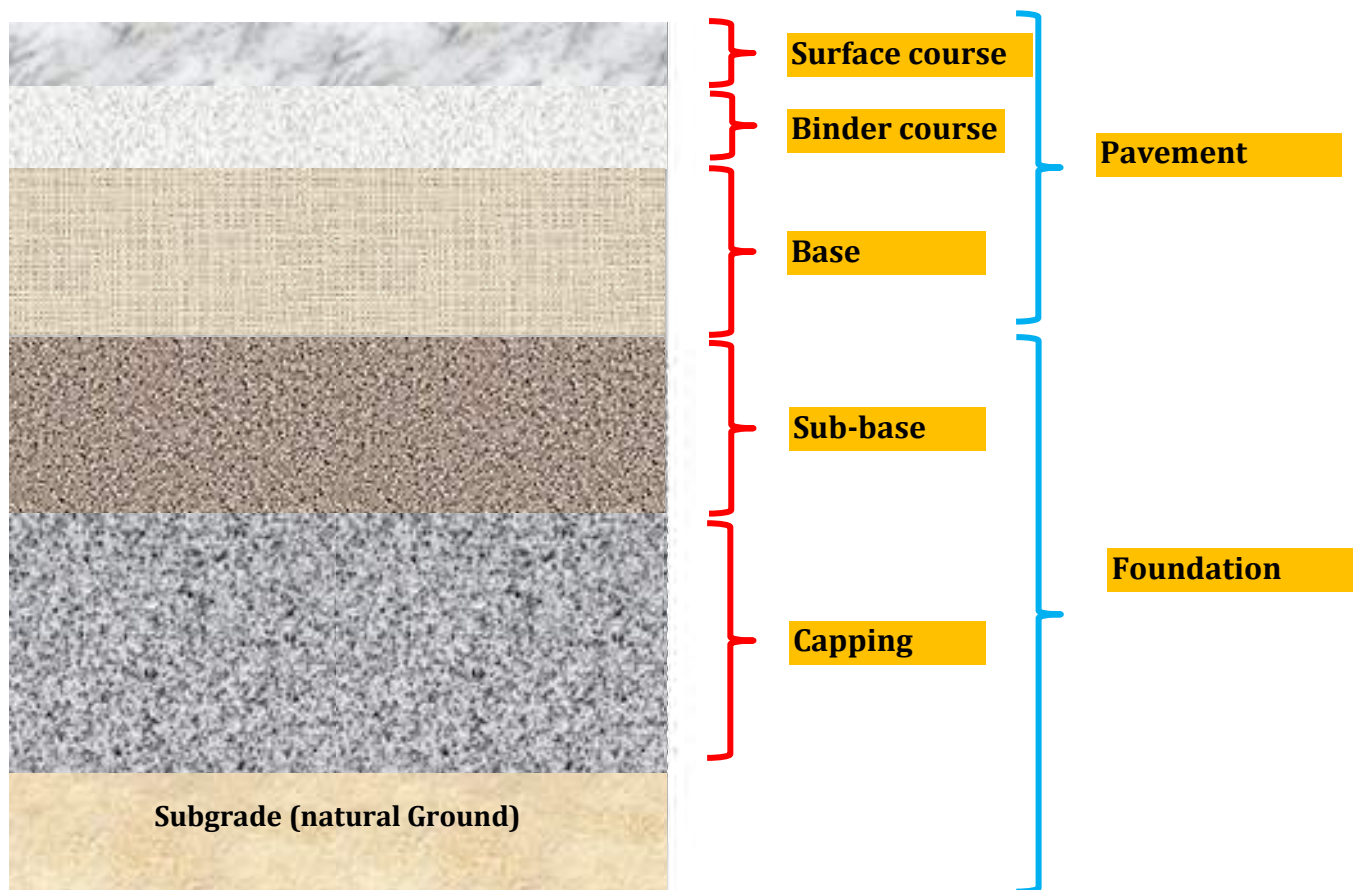 Surface course
Binder course
Pavement
Base
Sub-base
Foundation
Capping
Subgrade (natural Ground)